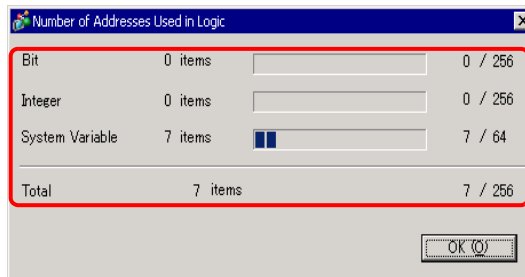 Number of Addresses Used in Logic
Bit 0 items 0 / 256
Integer 0 items 0 / 256
System Variable 7 items 7 / 64
Total 7 items 7 / 256
OK (O)